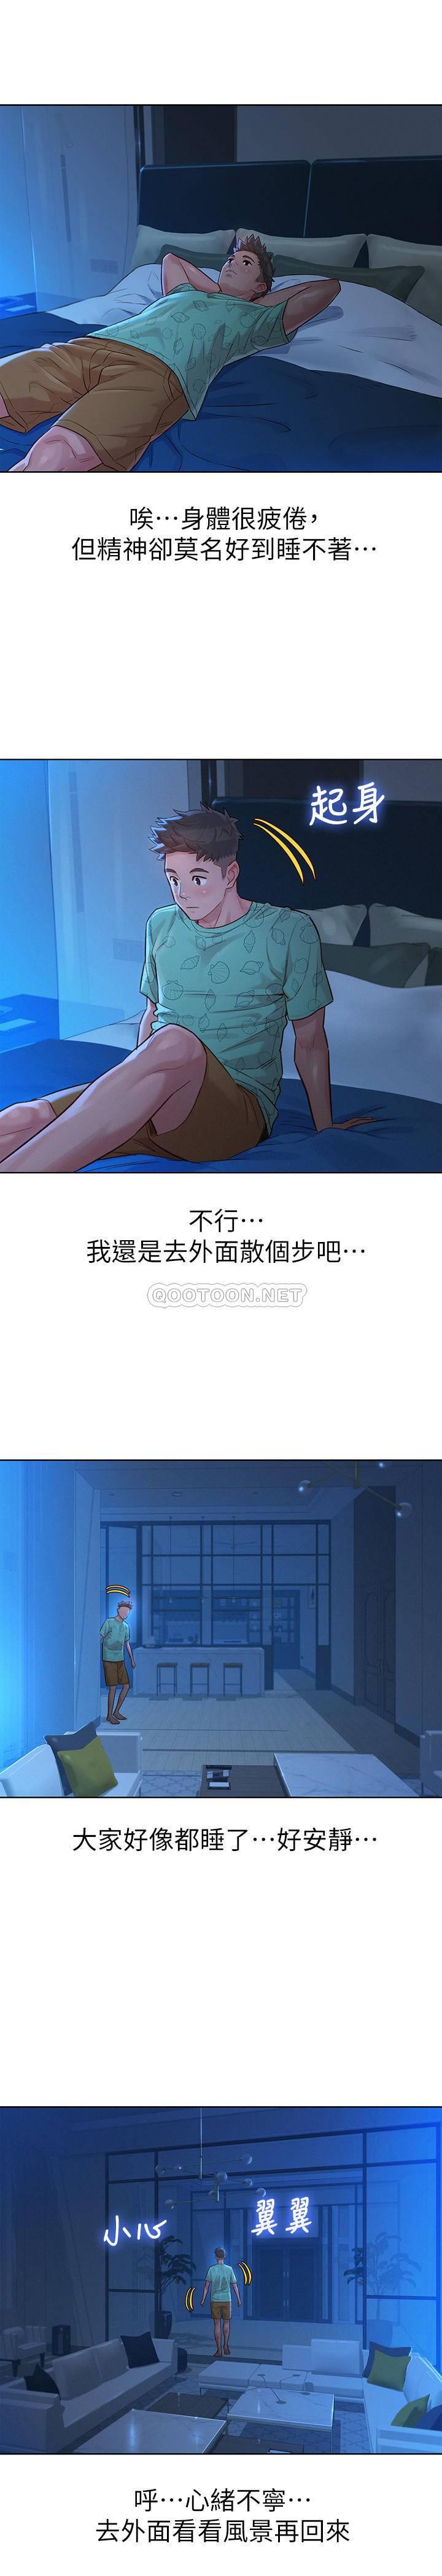 唉⋯身體很疲倦，
但精神卻莫名好到睡不著⋯
起身
不行⋯
我還是去外面散個步吧⋯
QOOTOON.NET
大家好像都睡了⋯好安靜⋯
小心 翼翼
呼⋯心緒不寧⋯
去外面看看風景再回來